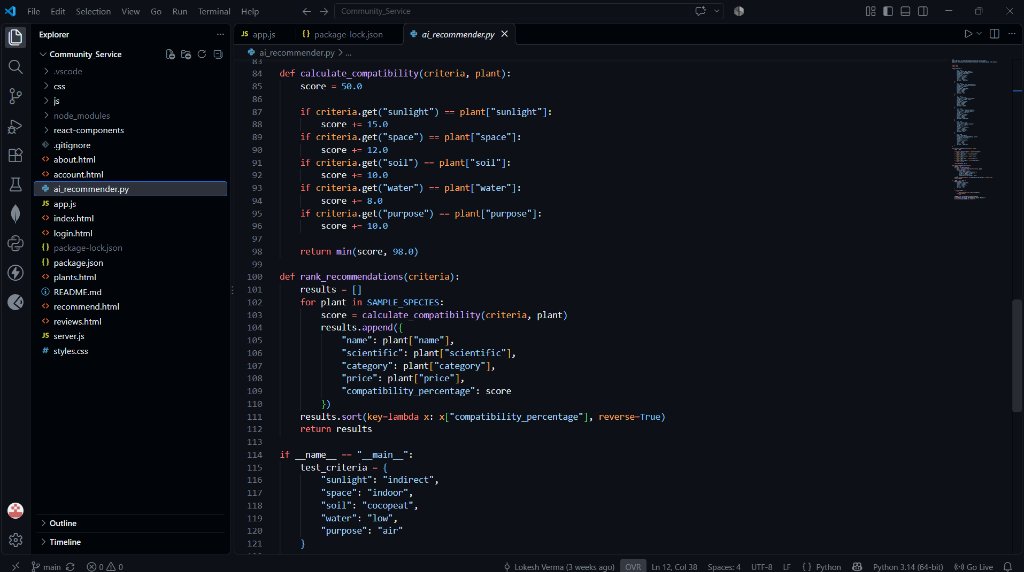 File Edit Selection View Go Run Terminal Help
Community_Service
Explorer
Community Service
.vscode
css
js
node_modules
react-components
.gitignore
about.html
account.html
ai_recommender.py
JS app.js
index.html
login.html
{} package-lock.json
{} package.json
plants.html
README.md
recommend.html
reviews.html
JS server.js
# styles.css
Outline
Timeline
JS app.js {} package-lock.json ai_recommender.py
ai_recommender.py > ...
83
84 def calculate_compatibility(criteria, plant):
85 score = 50.0
86
87 if criteria.get("sunlight") == plant["sunlight"]:
88 score += 15.0
89 if criteria.get("space") == plant["space"]:
90 score += 12.0
91 if criteria.get("soil") == plant["soil"]:
92 score += 10.0
93 if criteria.get("water") == plant["water"]:
94 score += 8.0
95 if criteria.get("purpose") == plant["purpose"]:
96 score += 10.0
97
98 return min(score, 98.0)
99
100 def rank_recommendations(criteria):
101 results = []
102 for plant in SAMPLE_SPECIES:
103 score = calculate_compatibility(criteria, plant)
104 results.append({
105 "name": plant["name"],
106 "scientific": plant["scientific"],
107 "category": plant["category"],
108 "price": plant["price"],
109 "compatibility_percentage": score
110 })
111 results.sort(key=lambda x: x["compatibility_percentage"], reverse=True)
112 return results
113
114 if __name__ == "__main__":
115 test_criteria = {
116 "sunlight": "indirect",
117 "space": "indoor",
118 "soil": "cocopeat",
119 "water": "low",
120 "purpose": "air"
121 }
main 0 0 Lokesh Verma (3 weeks ago) OVR Ln 12, Col 38 Spaces: 4 UTF-8 LF {} Python Python 3.14 (64-bit) Go Live